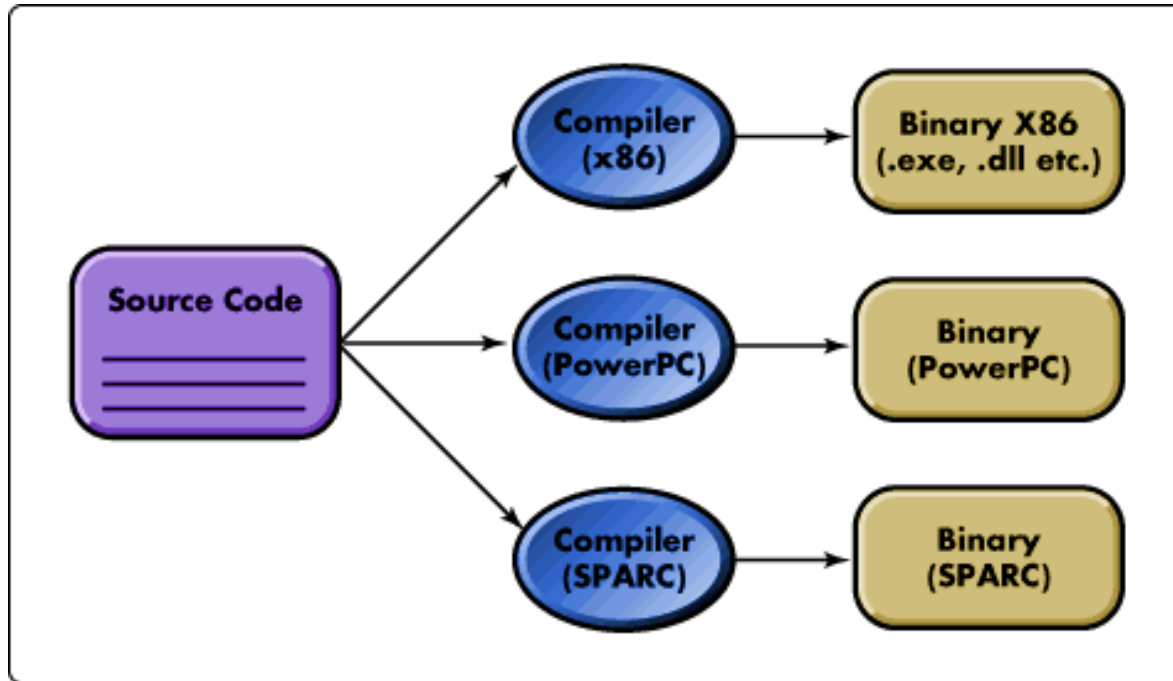 Source Code
Compiler
(x86)
Binary X86
(.exe, .dll etc.)
Compiler
(PowerPC)
Binary
(PowerPC)
Compiler
(SPARC)
Binary
(SPARC)